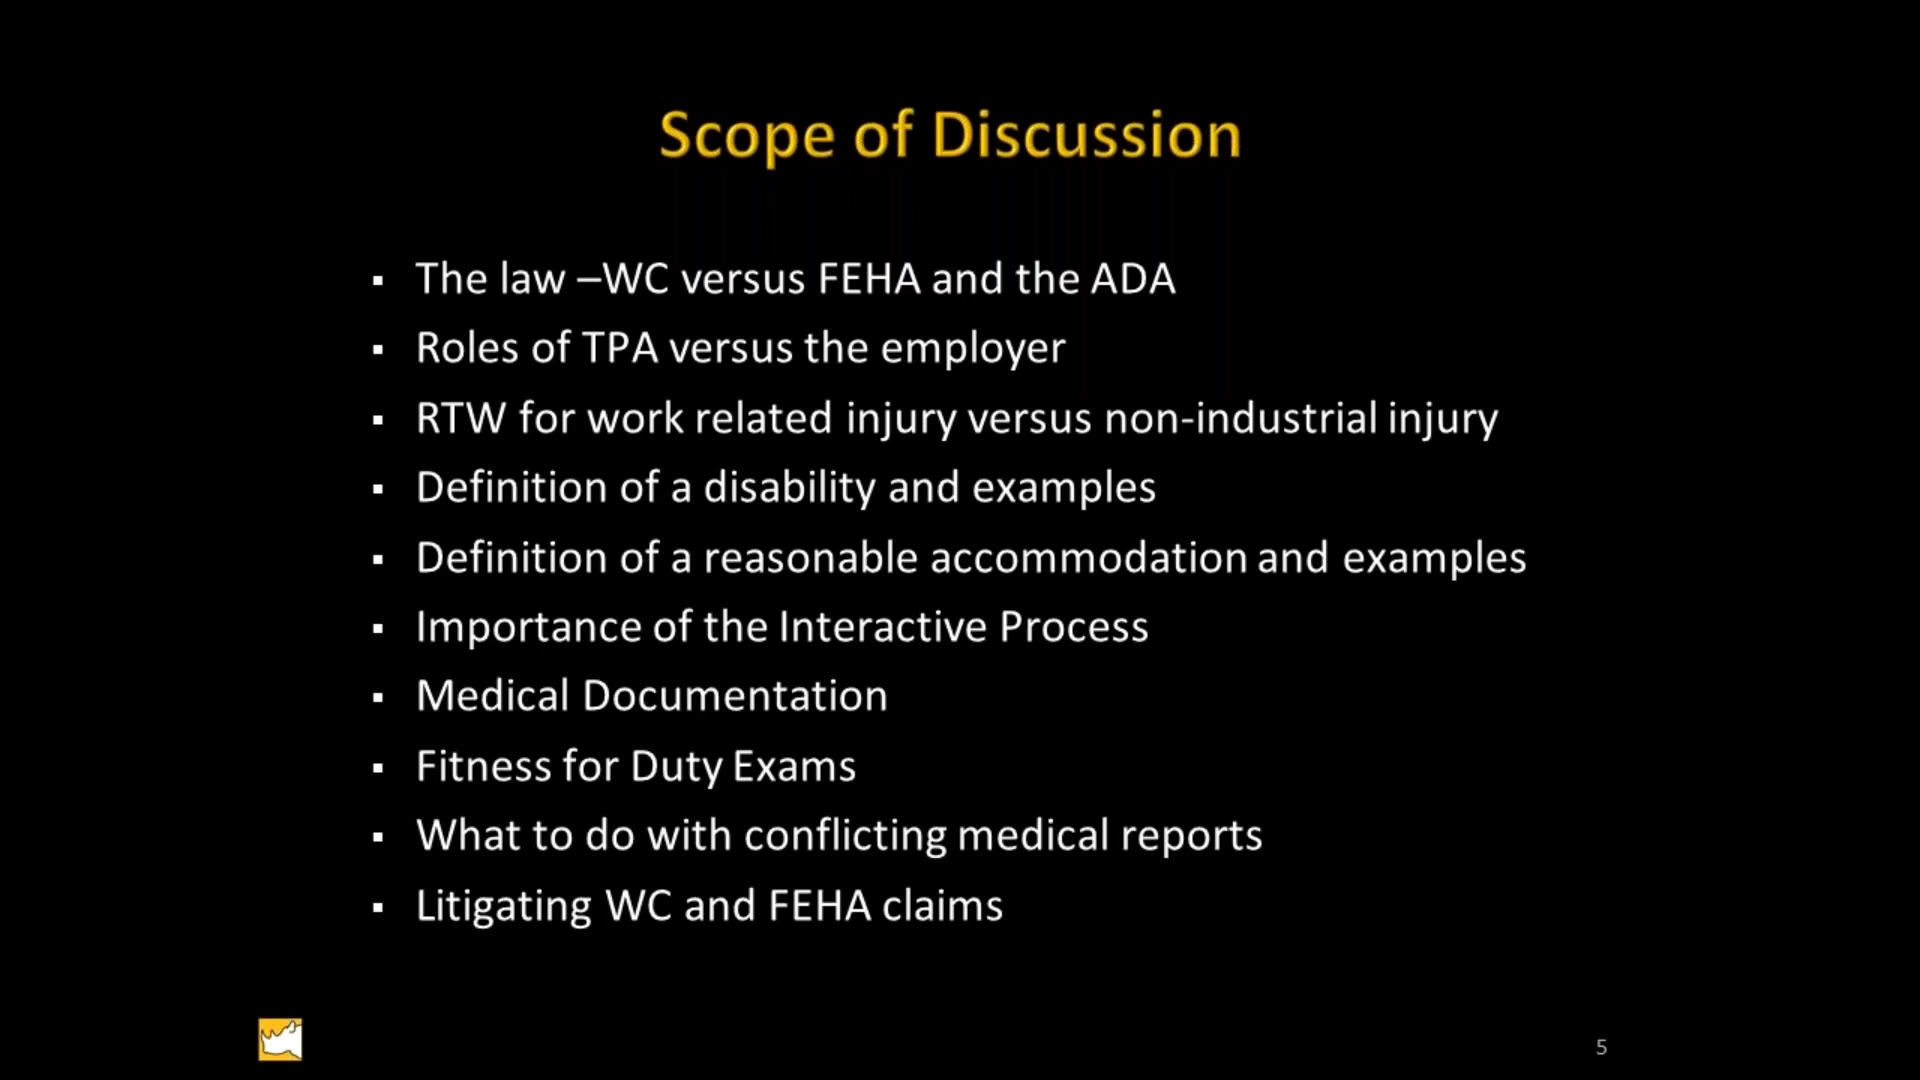 Scope of Discussion
▪ The law –WC versus FEHA and the ADA
▪ Roles of TPA versus the employer
▪ RTW for work related injury versus non-industrial injury
▪ Definition of a disability and examples
▪ Definition of a reasonable accommodation and examples
▪ Importance of the Interactive Process
▪ Medical Documentation
▪ Fitness for Duty Exams
▪ What to do with conflicting medical reports
▪ Litigating WC and FEHA claims
5